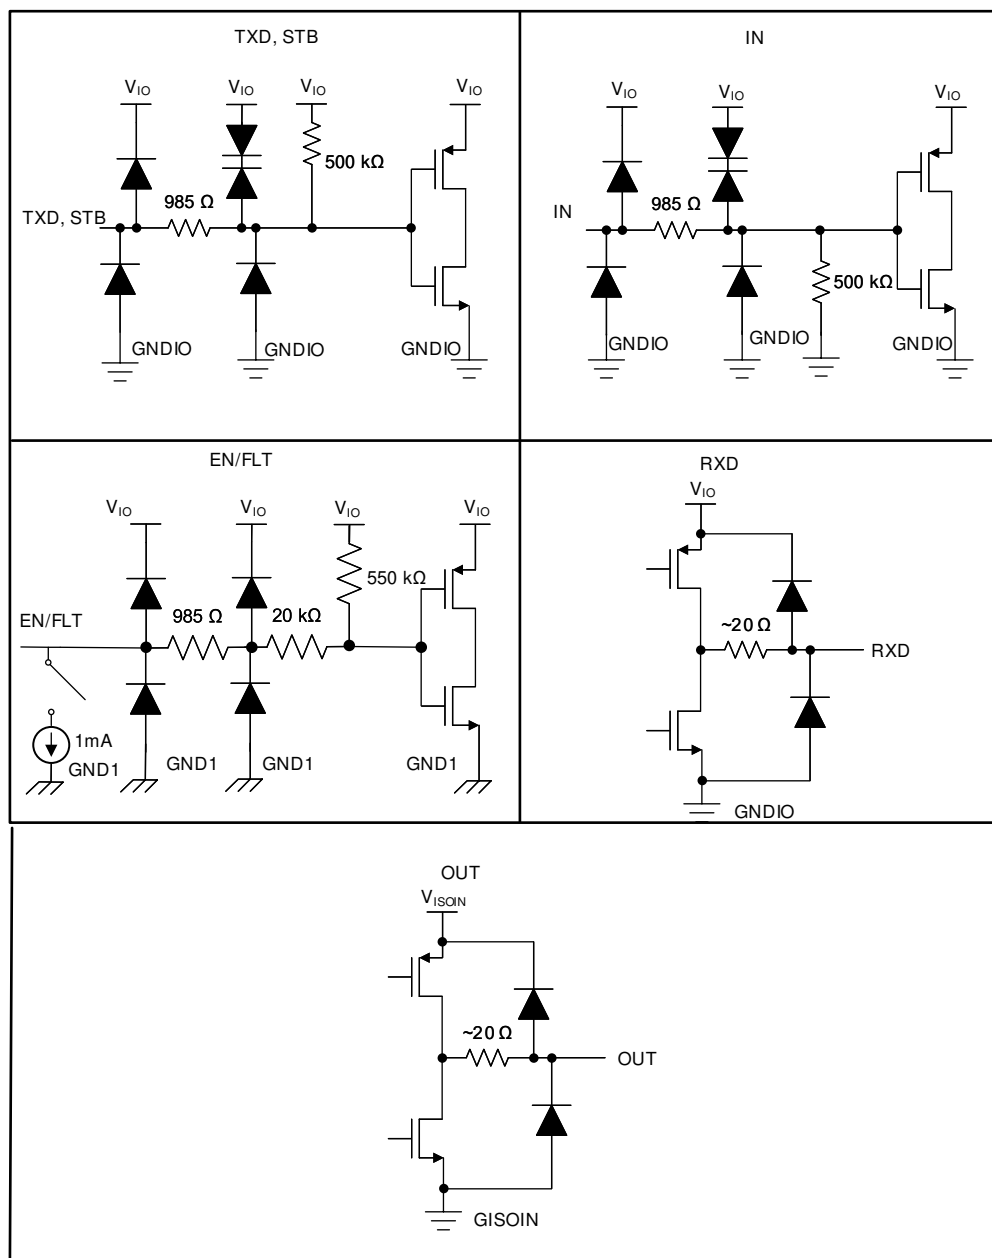 TXD, STB
V_IO V_IO V_IO V_IO
500 kΩ
985 Ω
TXD, STB
GNDIO GNDIO GNDIO
IN
V_IO V_IO V_IO
985 Ω
IN
500 kΩ
GNDIO GNDIO GNDIO
EN/FLT
V_IO V_IO V_IO V_IO
550 kΩ
985 Ω 20 kΩ
EN/FLT
1mA
GND1 GND1 GND1 GND1
RXD
V_IO
~20 Ω
RXD
GNDIO
OUT
V_ISOIN
~20 Ω
OUT
GISOIN